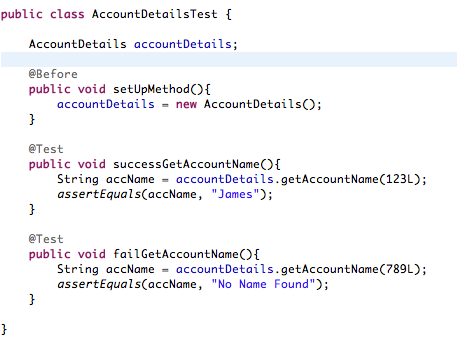 public class AccountDetailsTest {
AccountDetails accountDetails;
@Before
public void setUpMethod(){
accountDetails = new AccountDetails();
}
@Test
public void successGetAccountName(){
String accName = accountDetails.getAccountName(123L);
assertEquals(accName, "James");
}
@Test
public void failGetAccountName(){
String accName = accountDetails.getAccountName(789L);
assertEquals(accName, "No Name Found");
}
}